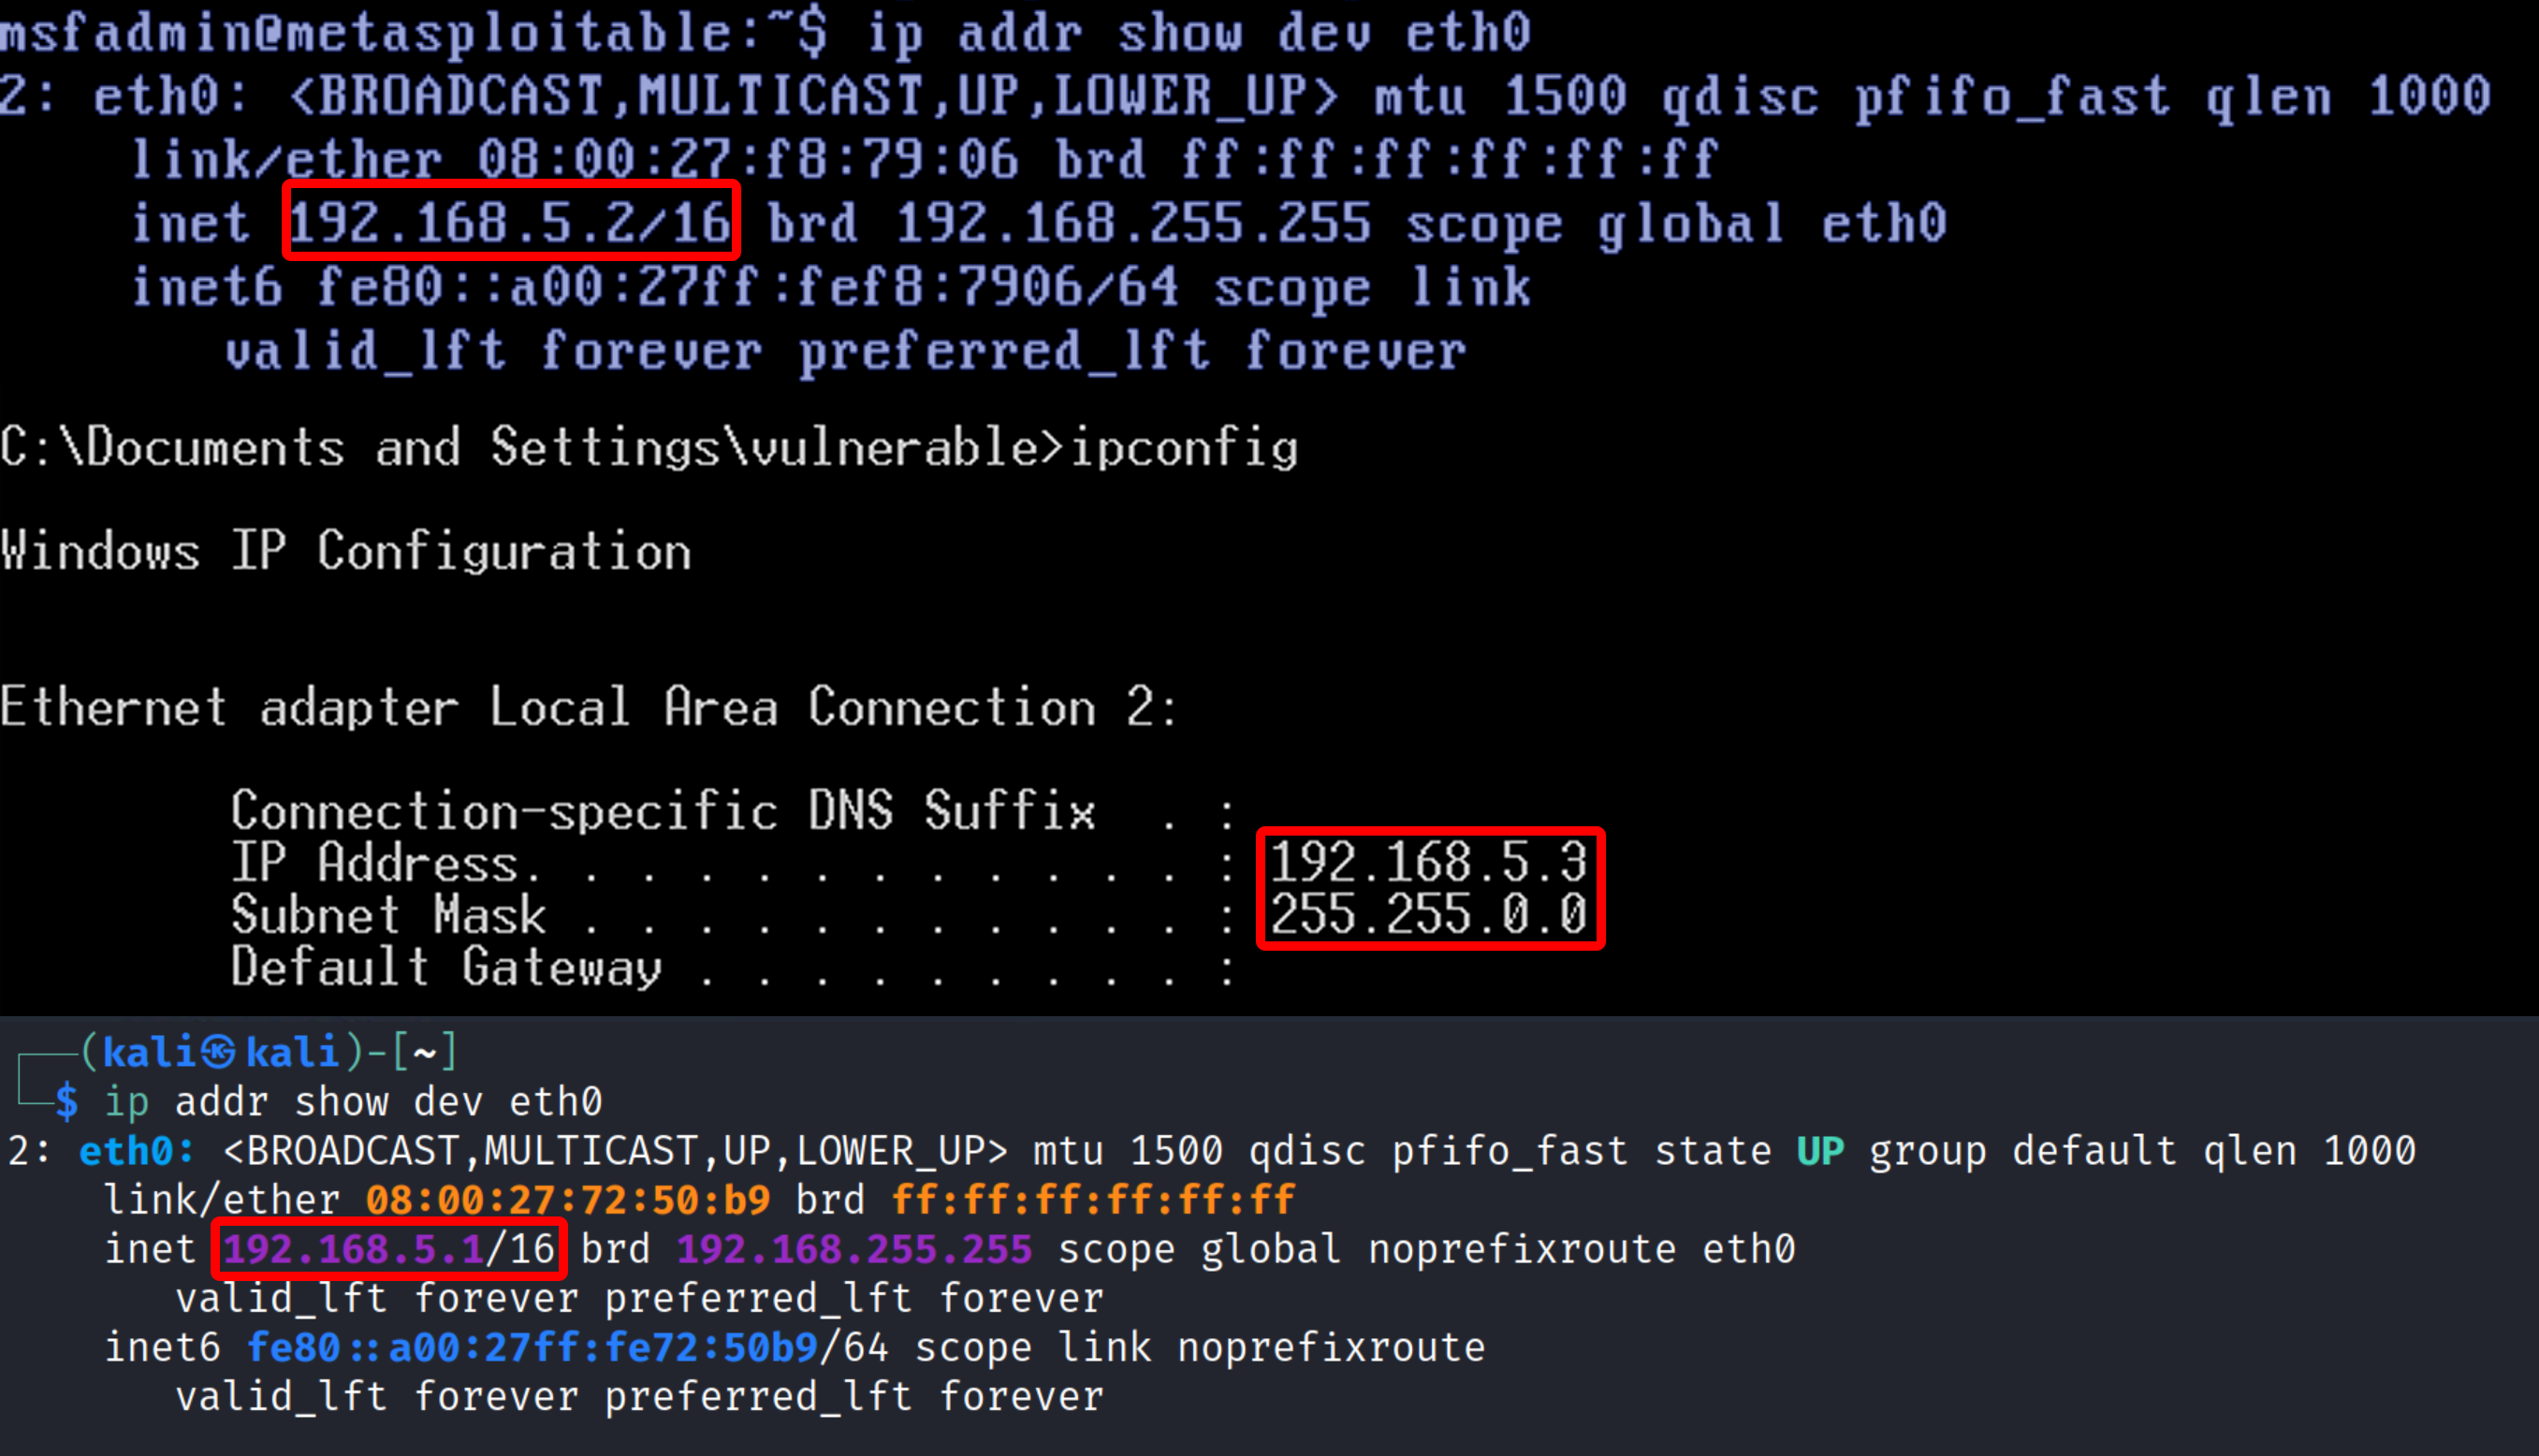 msfadmin@metasploitable:~$ ip addr show dev eth0
2: eth0: <BROADCAST,MULTICAST,UP,LOWER_UP> mtu 1500 qdisc pfifo_fast qlen 1000
link/ether 08:00:27:f8:79:06 brd ff:ff:ff:ff:ff:ff
inet 192.168.5.2/16 brd 192.168.255.255 scope global eth0
inet6 fe80::a00:27ff:fef8:7906/64 scope link
valid_lft forever preferred_lft forever
C:\Documents and Settings\vulnerable>ipconfig
Windows IP Configuration
Ethernet adapter Local Area Connection 2:
Connection-specific DNS Suffix  . :
IP Address. . . . . . . . . . . . : 192.168.5.3
Subnet Mask . . . . . . . . . . . : 255.255.0.0
Default Gateway . . . . . . . . . :
┌──(kali㉿kali)-[~]
└─$ ip addr show dev eth0
2: eth0: <BROADCAST,MULTICAST,UP,LOWER_UP> mtu 1500 qdisc pfifo_fast state UP group default qlen 1000
link/ether 08:00:27:72:50:b9 brd ff:ff:ff:ff:ff:ff
inet 192.168.5.1/16 brd 192.168.255.255 scope global noprefixroute eth0
valid_lft forever preferred_lft forever
inet6 fe80::a00:27ff:fe72:50b9/64 scope link noprefixroute
valid_lft forever preferred_lft forever